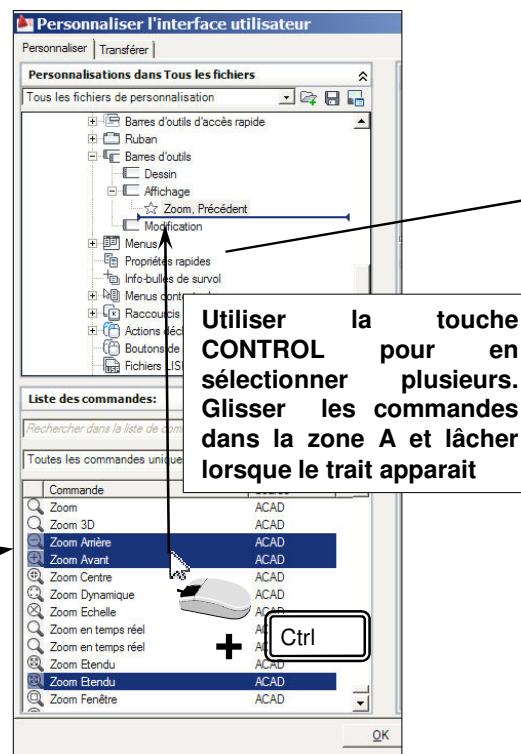 Personnaliser l'interface utilisateur
Personnaliser Transférer
Personnalisations dans Tous les fichiers
Tous les fichiers de personnalisation
Barres d'outils d'accès rapide
Ruban
Barres d'outils
Dessin
Affichage
Zoom, Précédent
Modification
Menus
Propriétés rapides
Info-bulles de survol
Menus
Raccourcis
Actions
Boutons de
Fichiers
Utiliser la touche
CONTROL pour en
sélectionner plusieurs.
Glisser les commandes
dans la zone A et lâcher
lorsque le trait apparait
Liste des commandes:
Rechercher dans la liste de
Toutes les commandes
Commande
Zoom ACAD
Zoom 3D ACAD
Zoom Arrière ACAD
Zoom Avant ACAD
Zoom Centre ACAD
Zoom Dynamique ACAD
Zoom Echelle ACAD
Zoom en temps réel
Zoom en temps réel
Zoom Etendu
Zoom Etendu ACAD
Zoom Fenêtre ACAD
+ Ctrl
OK